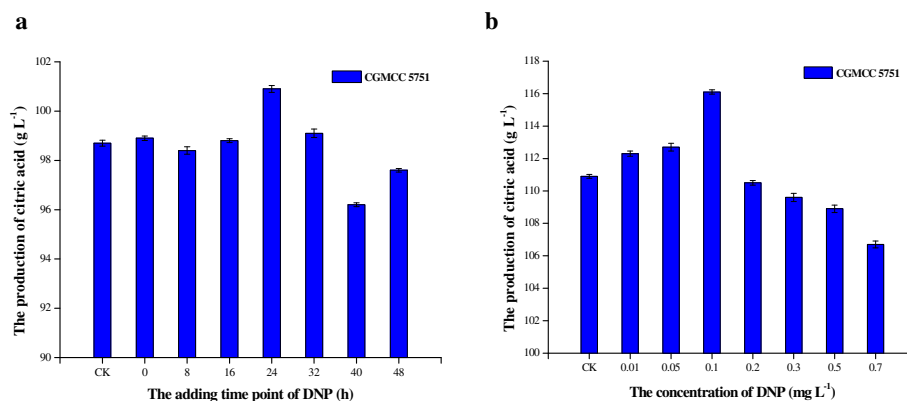 a
The production of citric acid (g L⁻¹)
102
100
98
96
94
92
90
CGMCC 5751
CK 0 8 16 24 32 40 48
The adding time point of DNP (h)
b
The production of citric acid (g L⁻¹)
118
116
114
112
110
108
106
104
102
100
CGMCC 5751
CK 0.01 0.05 0.1 0.2 0.3 0.5 0.7
The concentration of DNP (mg L⁻¹)